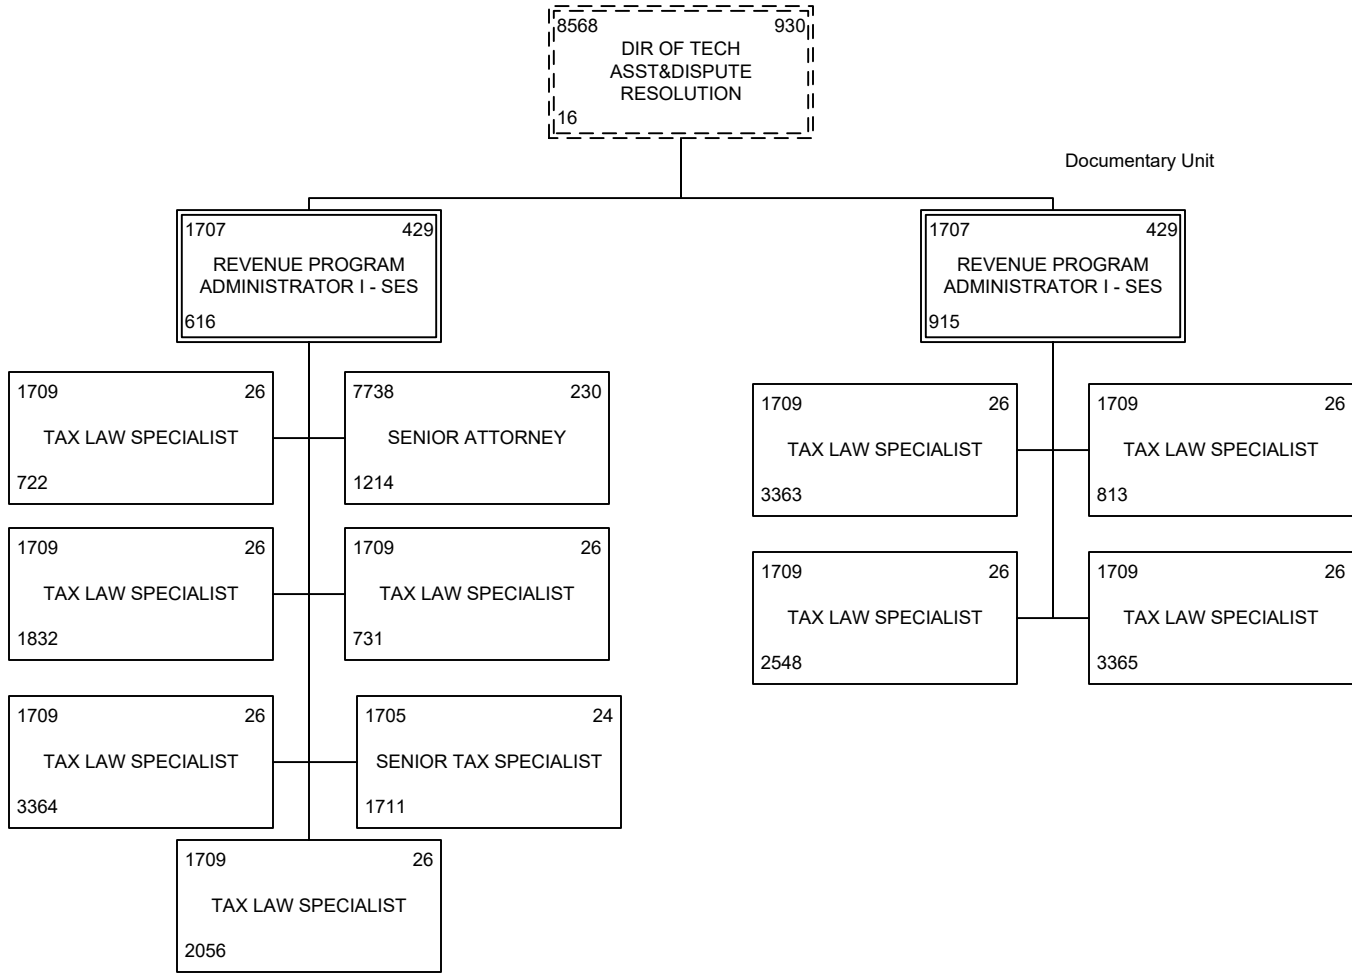 8568 930
DIR OF TECH
ASST&DISPUTE
RESOLUTION
16
Documentary Unit
1707 429
REVENUE PROGRAM
ADMINISTRATOR I - SES
616
1707 429
REVENUE PROGRAM
ADMINISTRATOR I - SES
915
1709 26
TAX LAW SPECIALIST
722
7738 230
SENIOR ATTORNEY
1214
1709 26
TAX LAW SPECIALIST
1832
1709 26
TAX LAW SPECIALIST
731
1709 26
TAX LAW SPECIALIST
3364
1705 24
SENIOR TAX SPECIALIST
1711
1709 26
TAX LAW SPECIALIST
2056
1709 26
TAX LAW SPECIALIST
3363
1709 26
TAX LAW SPECIALIST
813
1709 26
TAX LAW SPECIALIST
2548
1709 26
TAX LAW SPECIALIST
3365